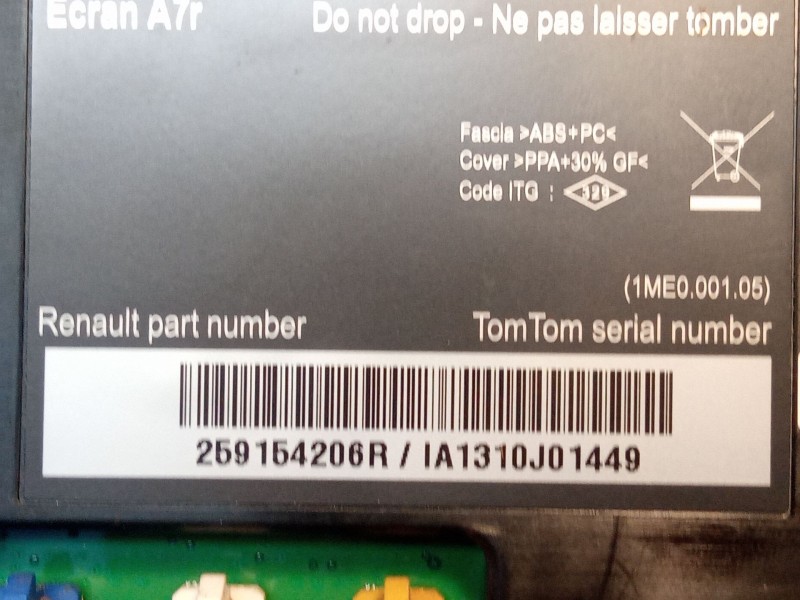 Ecran A7r Do not drop - Ne pas laisser tomber
Fascia >ABS+PC<
Cover >PPA+30% GF<
Code ITG : 329
(1ME0.001.05)
Renault part number TomTom serial number
259154206R / IA1310J01449